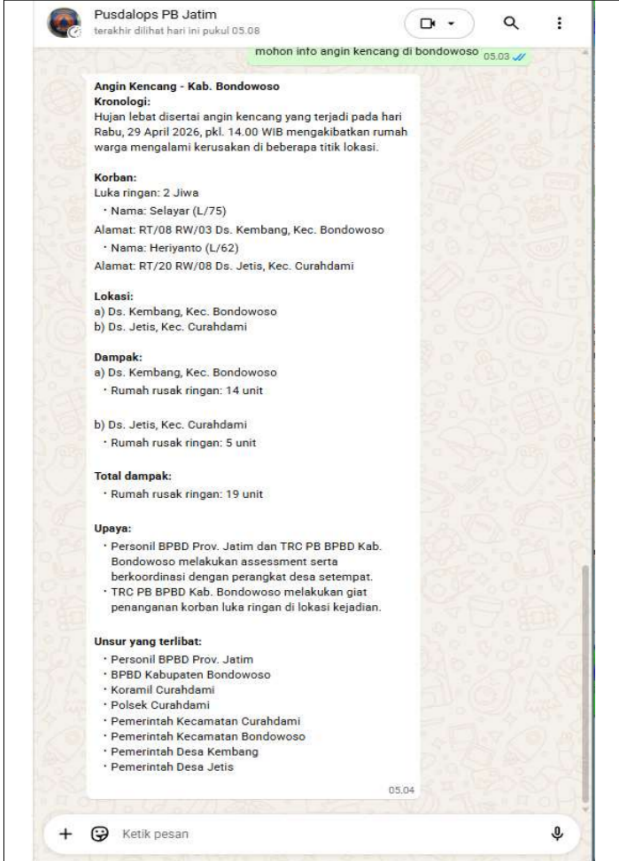 Pusdalops PB Jatim
terakhir dilihat hari ini pukul 05.08
mohon info angin kencang di bondowoso 05.03
Angin Kencang - Kab. Bondowoso
Kronologi:
Hujan lebat disertai angin kencang yang terjadi pada hari
Rabu, 29 April 2026, pkl. 14.00 WIB mengakibatkan rumah
warga mengalami kerusakan di beberapa titik lokasi.
Korban:
Luka ringan: 2 Jiwa
• Nama: Selayar (L/75)
Alamat: RT/08 RW/03 Ds. Kembang, Kec. Bondowoso
• Nama: Heriyanto (L/62)
Alamat: RT/20 RW/08 Ds. Jetis, Kec. Curahdami
Lokasi:
a) Ds. Kembang, Kec. Bondowoso
b) Ds. Jetis, Kec. Curahdami
Dampak:
a) Ds. Kembang, Kec. Bondowoso
• Rumah rusak ringan: 14 unit
b) Ds. Jetis, Kec. Curahdami
• Rumah rusak ringan: 5 unit
Total dampak:
• Rumah rusak ringan: 19 unit
Upaya:
• Personil BPBD Prov. Jatim dan TRC PB BPBD Kab.
Bondowoso melakukan assessment serta
berkoordinasi dengan perangkat desa setempat.
• TRC PB BPBD Kab. Bondowoso melakukan giat
penanganan korban luka ringan di lokasi kejadian.
Unsur yang terlibat:
• Personil BPBD Prov. Jatim
• BPBD Kabupaten Bondowoso
• Koramil Curahdami
• Polsek Curahdami
• Pemerintah Kecamatan Curahdami
• Pemerintah Kecamatan Bondowoso
• Pemerintah Desa Kembang
• Pemerintah Desa Jetis
05.04
Ketik pesan